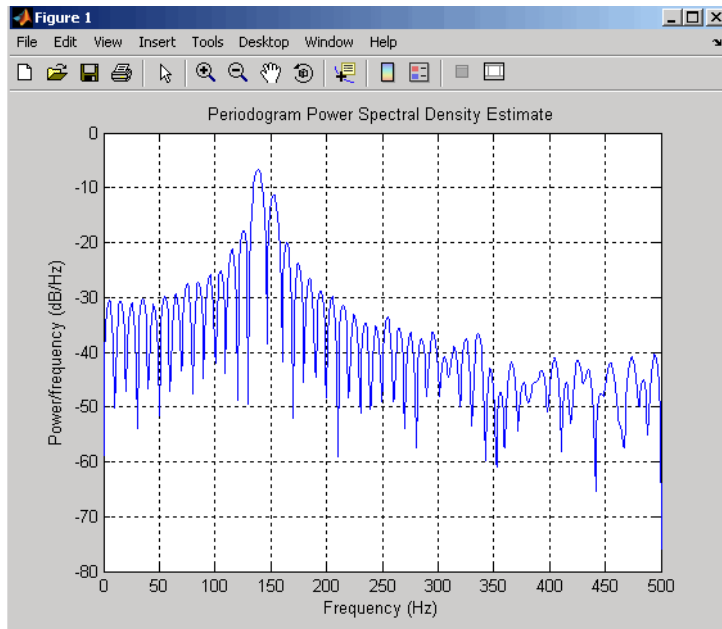 Figure 1
File Edit View Insert Tools Desktop Window Help
Periodogram Power Spectral Density Estimate
Power/frequency (dB/Hz)
0
-10
-20
-30
-40
-50
-60
-70
-80
0 50 100 150 200 250 300 350 400 450 500
Frequency (Hz)